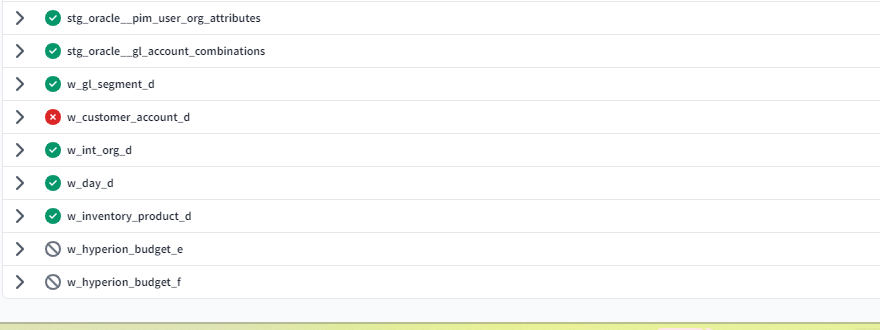 stg_oracle__pim_user_org_attributes
stg_oracle__gl_account_combinations
w_gl_segment_d
w_customer_account_d
w_int_org_d
w_day_d
w_inventory_product_d
w_hyperion_budget_e
w_hyperion_budget_f